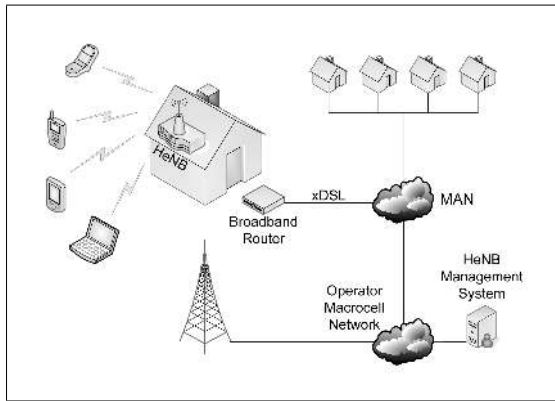 HeNB
Broadband
Router
xDSL
MAN
Operator
Macrocell
Network
HeNB
Management
System